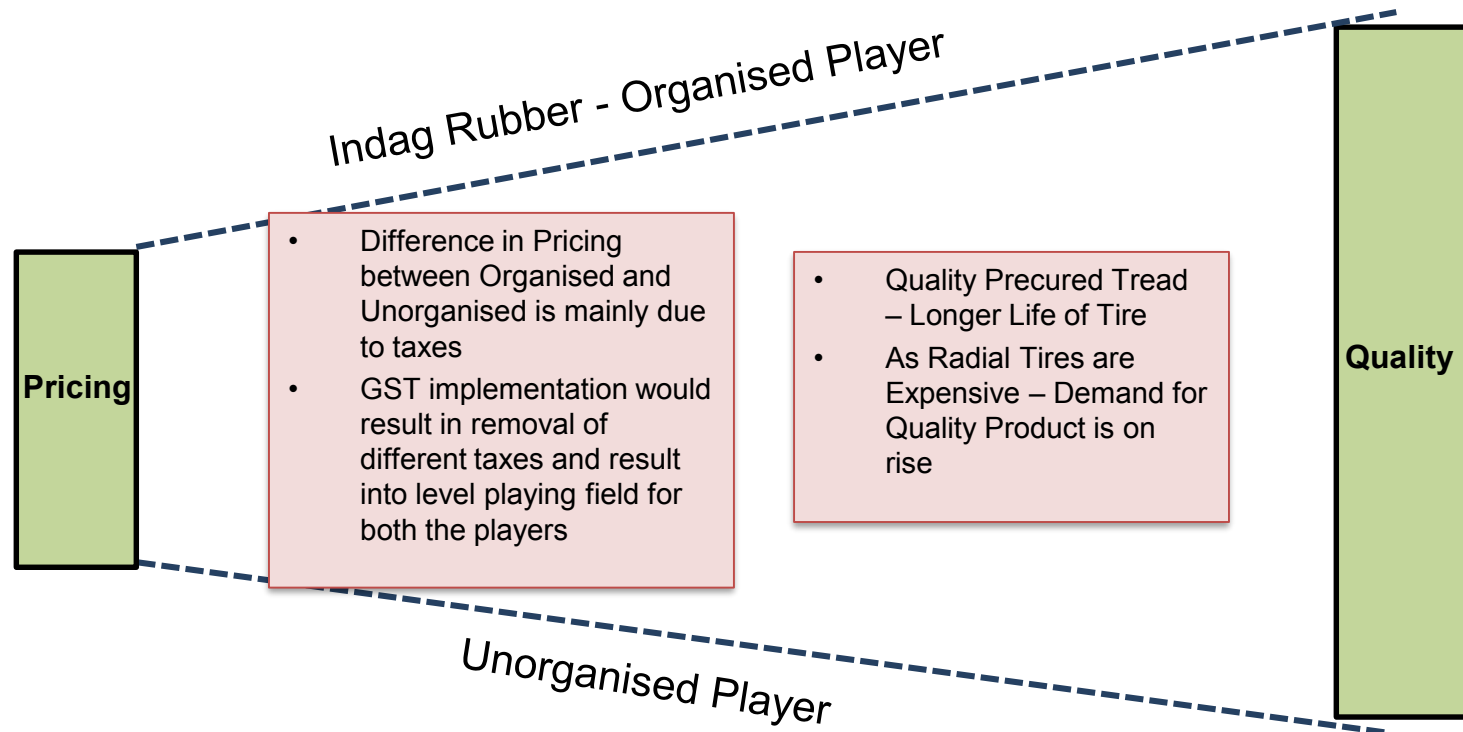 Indag Rubber - Organised Player
Pricing
• Difference in Pricing
between Organised and
Unorganised is mainly due
to taxes
• GST implementation would
result in removal of
different taxes and result
into level playing field for
both the players
• Quality Precured Tread
– Longer Life of Tire
• As Radial Tires are
Expensive – Demand for
Quality Product is on
rise
Quality
Unorganised Player